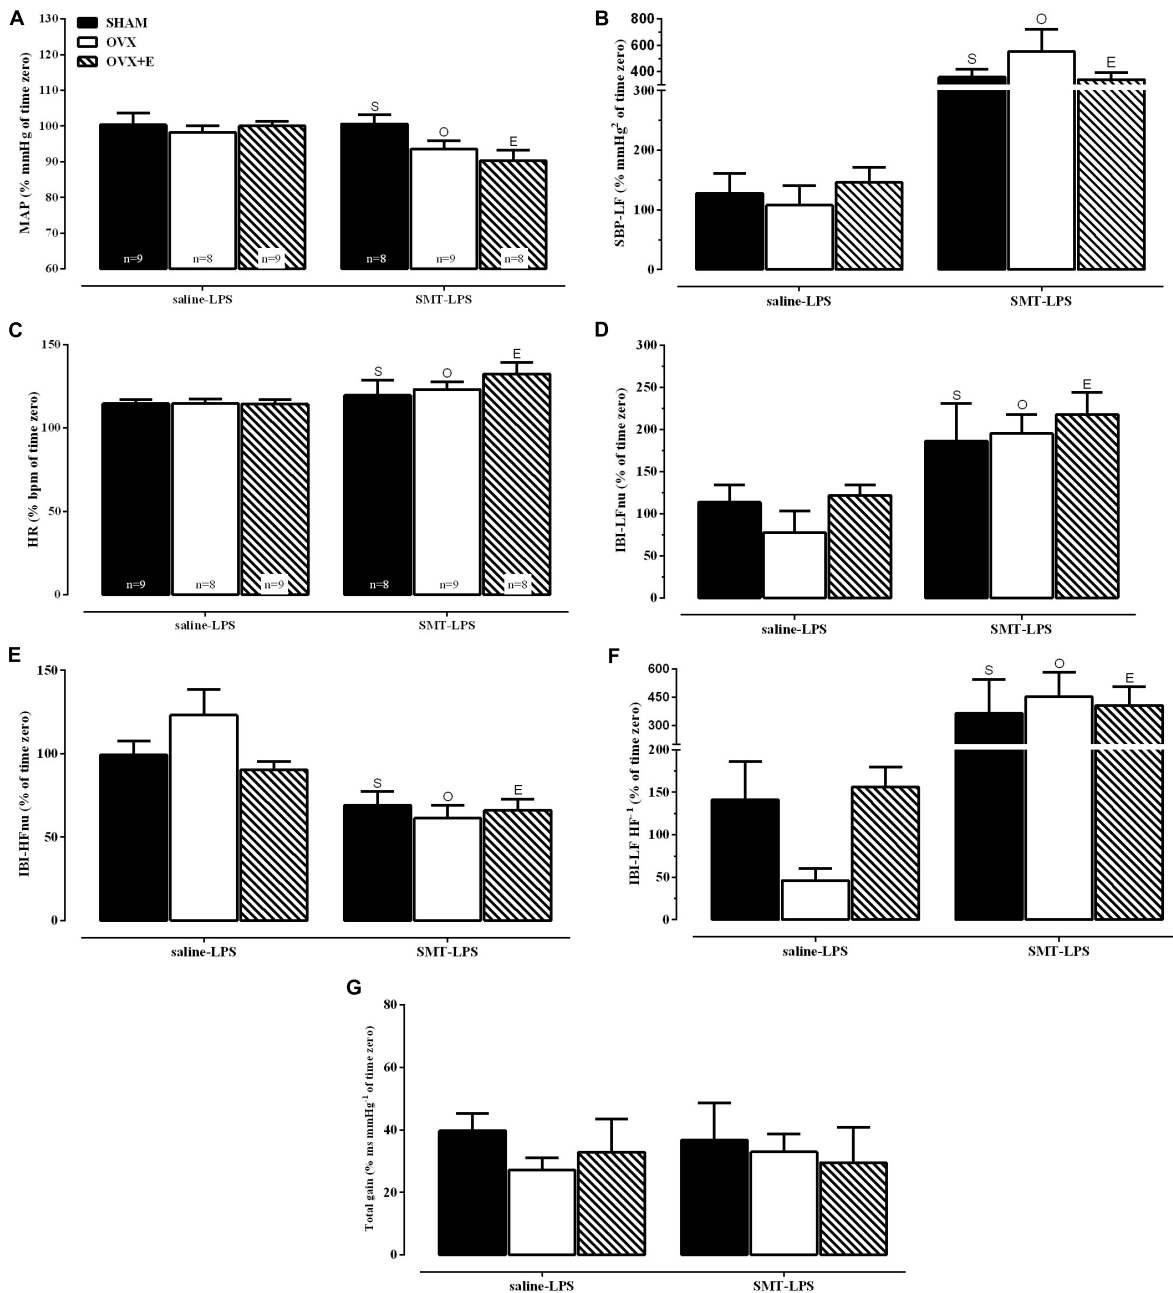 A
MAP (% mmHg of time zero)
130
120
110
100
90
80
70
60
SHAM
OVX
OVX+E
S
O
E
n=9
n=8
n=9
n=8
n=9
n=8
saline-LPS
SMT-LPS
B
SBP-LF (% mmHg² of time zero)
800
600
400
300
200
100
0
S
O
E
saline-LPS
SMT-LPS
C
HR (% bpm of time zero)
150
100
50
0
S
O
E
n=9
n=8
n=9
n=8
n=9
n=8
saline-LPS
SMT-LPS
D
IBI-LFnu (% of time zero)
300
250
200
150
100
50
0
S
O
E
saline-LPS
SMT-LPS
E
IBI-HFnu (% of time zero)
150
100
50
0
S
O
E
saline-LPS
SMT-LPS
F
IBI-LF HF⁻¹ (% of time zero)
600
450
300
200
150
100
50
0
S
O
E
saline-LPS
SMT-LPS
G
Total gain (% ms mmHg⁻¹ of time zero)
80
60
40
20
0
saline-LPS
SMT-LPS